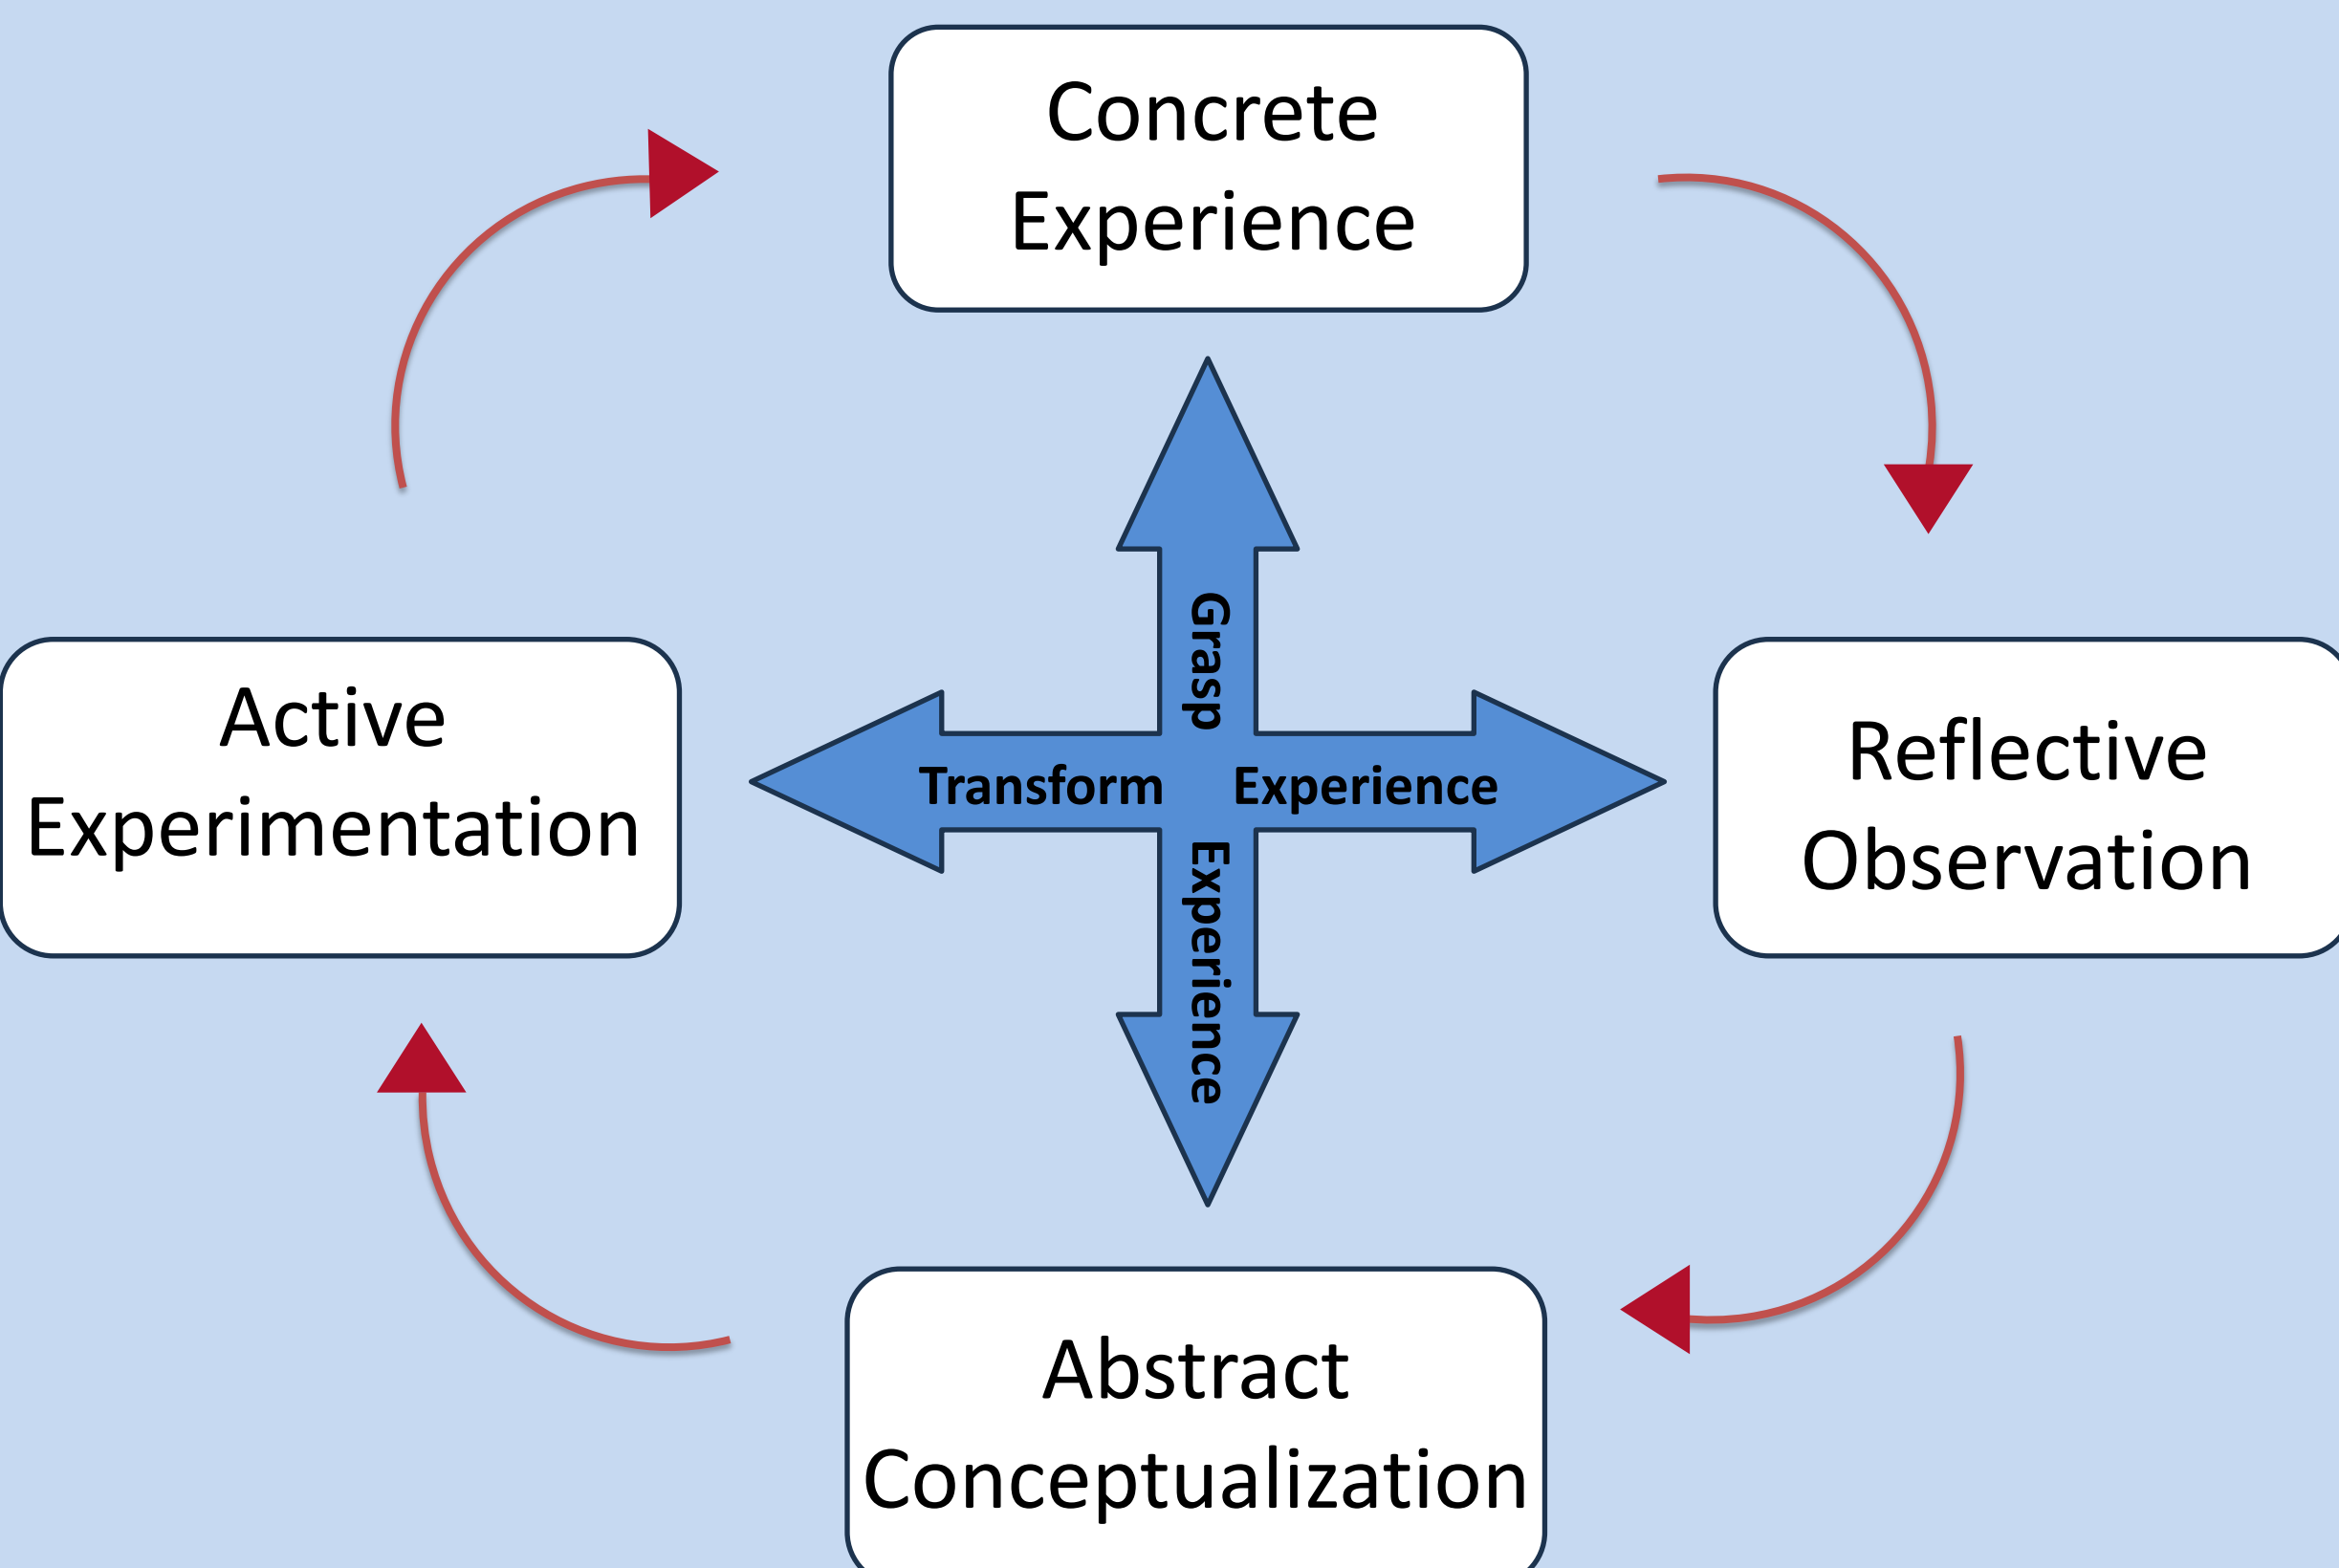 Concrete
Experience
Grasp
Active
Experimentation
Transform Experience
Reflective
Observation
Experience
Abstract
Conceptualization